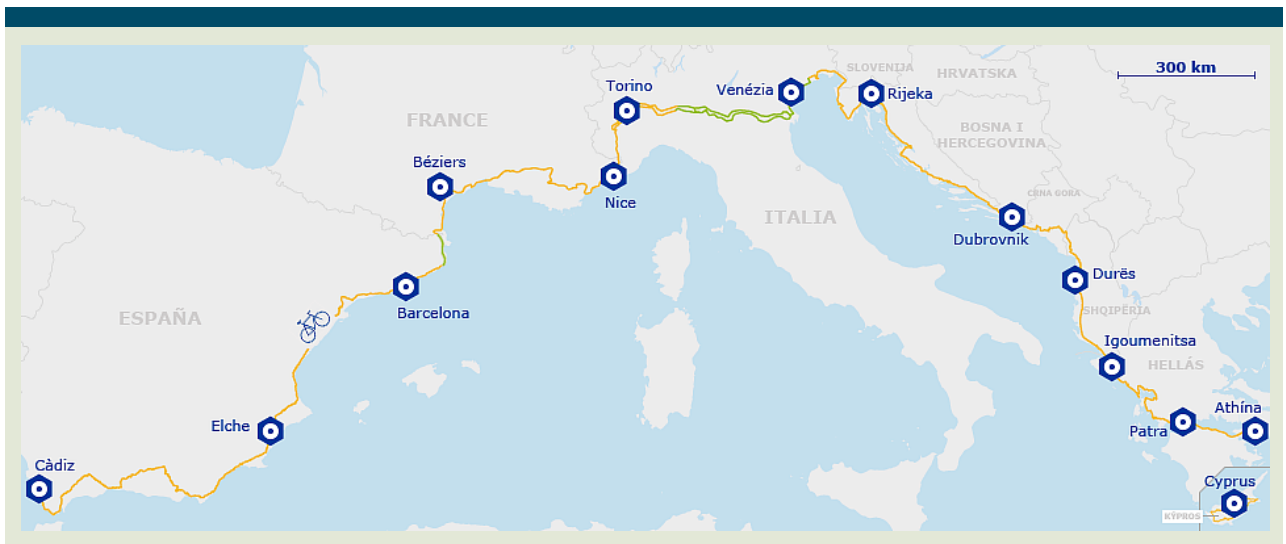 300 km
SLOVENIJA
HRVATSKA
Torino
Venézia
Rijeka
FRANCE
BOSNA I
HERCEGOVINA
Béziers
CRNA GORA
Nice
ITALIA
Dubrovnik
Durës
Barcelona
ESPAÑA
SHQIPËRIA
Igoumenitsa
HELLÁS
Elche
Athína
Patra
Càdiz
Cyprus
KÝPROS